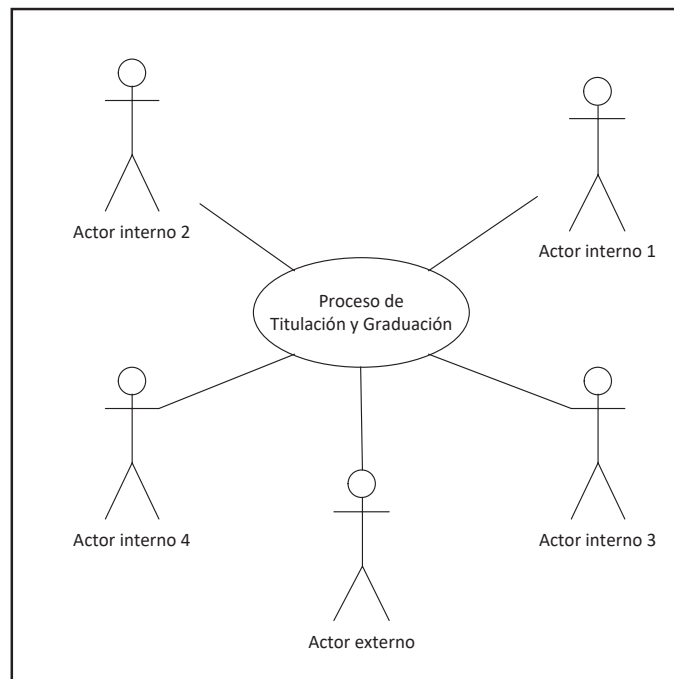 Actor interno 2
Actor interno 1
Proceso de
Titulación y Graduación
Actor interno 4
Actor interno 3
Actor externo